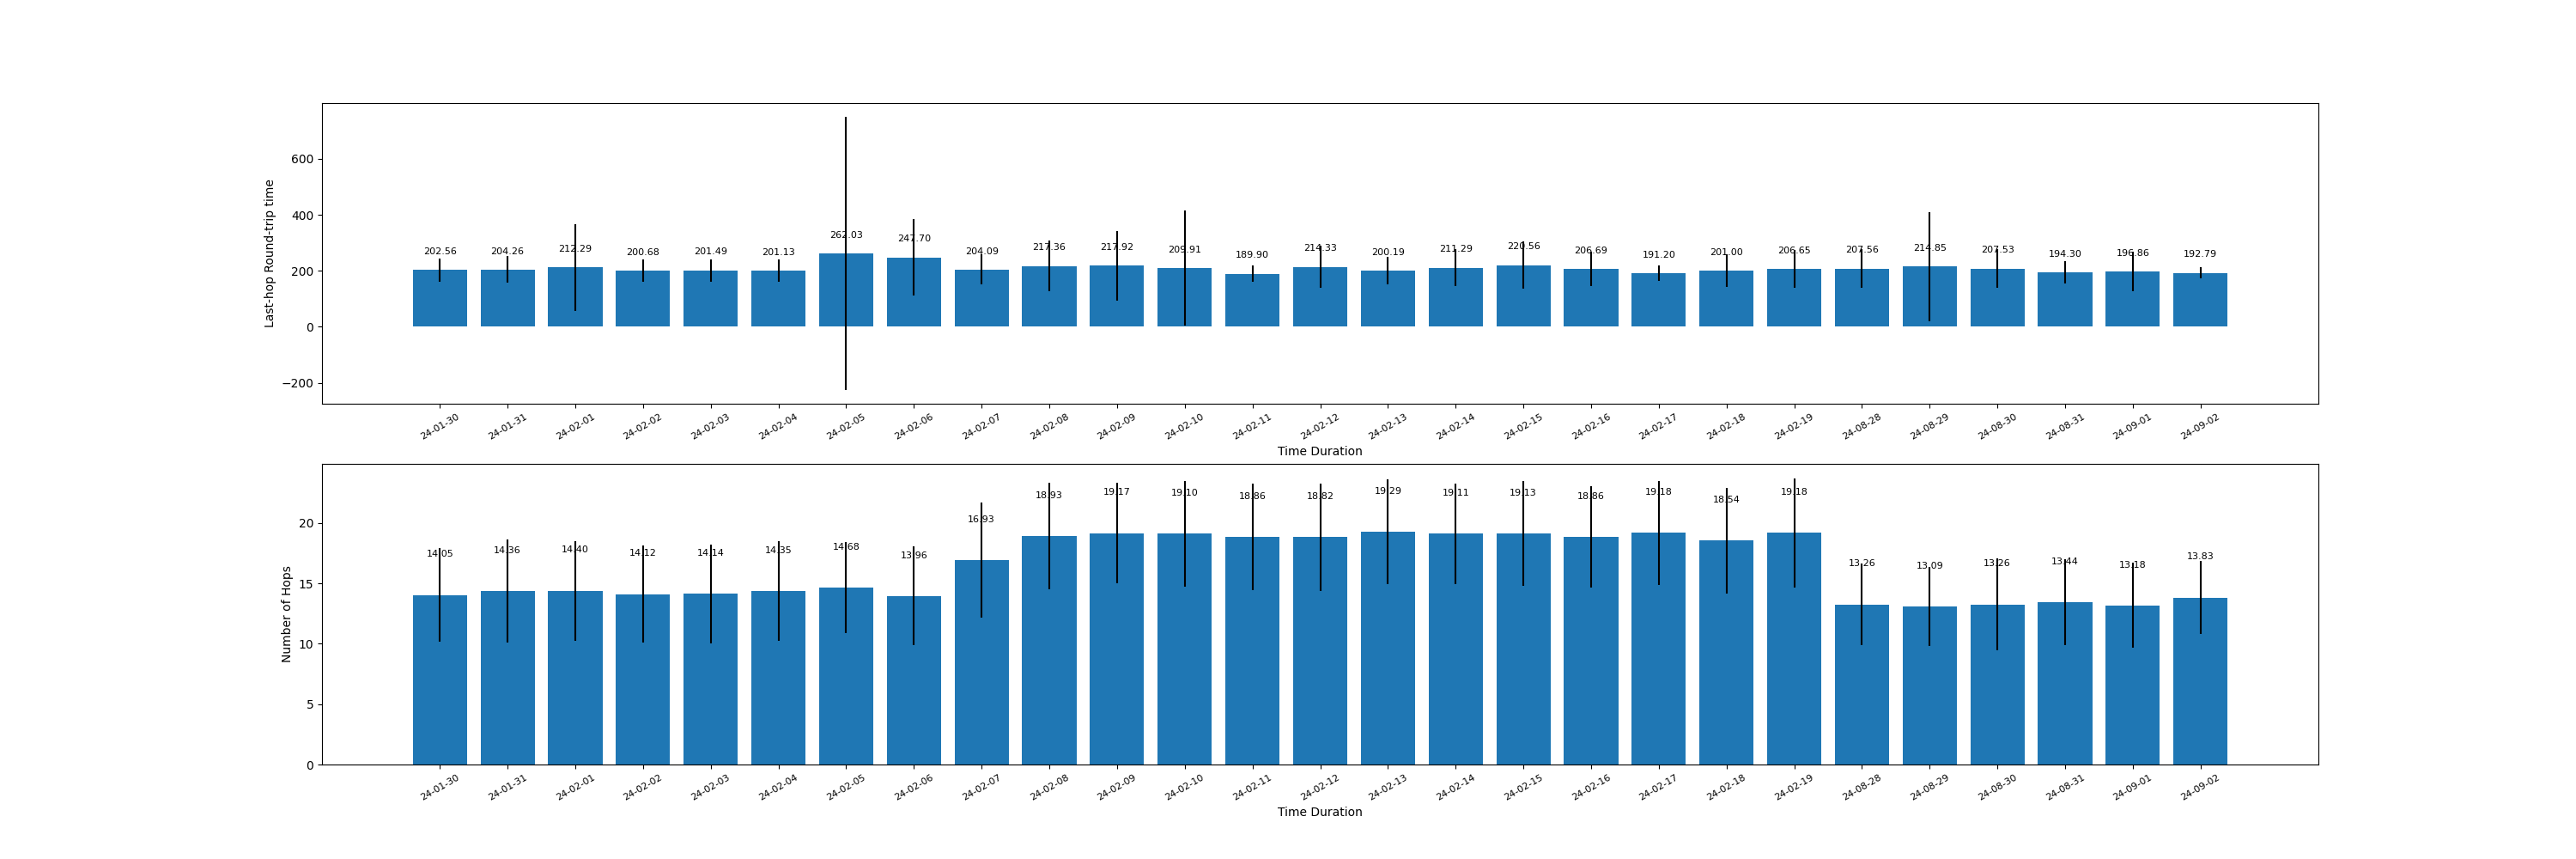 Last-hop Round-trip time
600
400
200
0
−200
202.56 204.26 212.29 200.68 201.49 201.13 262.03 247.70 204.09 217.36 217.92 209.91 189.90 214.33 200.19 211.29 220.56 206.69 191.20 201.00 206.65 207.56 214.85 207.53 194.30 196.86 192.79
24-01-30 24-01-31 24-02-01 24-02-02 24-02-03 24-02-04 24-02-05 24-02-06 24-02-07 24-02-08 24-02-09 24-02-10 24-02-11 24-02-12 24-02-13 24-02-14 24-02-15 24-02-16 24-02-17 24-02-18 24-02-19 24-08-28 24-08-29 24-08-30 24-08-31 24-09-01 24-09-02
Time Duration
Number of Hops
20
15
10
5
0
14.05 14.36 14.40 14.12 14.14 14.35 14.68 13.96 16.93 18.93 19.17 19.10 18.86 18.82 19.29 19.11 19.13 18.86 19.18 18.54 19.18 13.26 13.09 13.26 13.44 13.18 13.83
24-01-30 24-01-31 24-02-01 24-02-02 24-02-03 24-02-04 24-02-05 24-02-06 24-02-07 24-02-08 24-02-09 24-02-10 24-02-11 24-02-12 24-02-13 24-02-14 24-02-15 24-02-16 24-02-17 24-02-18 24-02-19 24-08-28 24-08-29 24-08-30 24-08-31 24-09-01 24-09-02
Time Duration